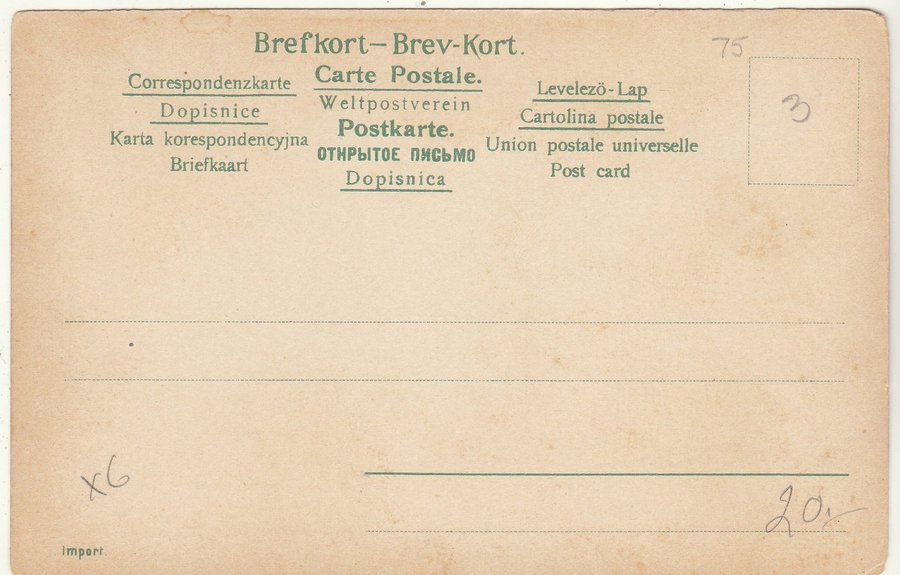 Brefkort – Brev-Kort.
75
Correspondenzkarte
Dopisnice
Karta korespondencyjna
Briefkaart
Carte Postale.
Weltpostverein
Postkarte.
ОТКРЫТОЕ ПИСЬМО
Dopisnica
Levelező-Lap
Cartolina postale
Union postale universelle
Post card
3
x6
20,-
Import.